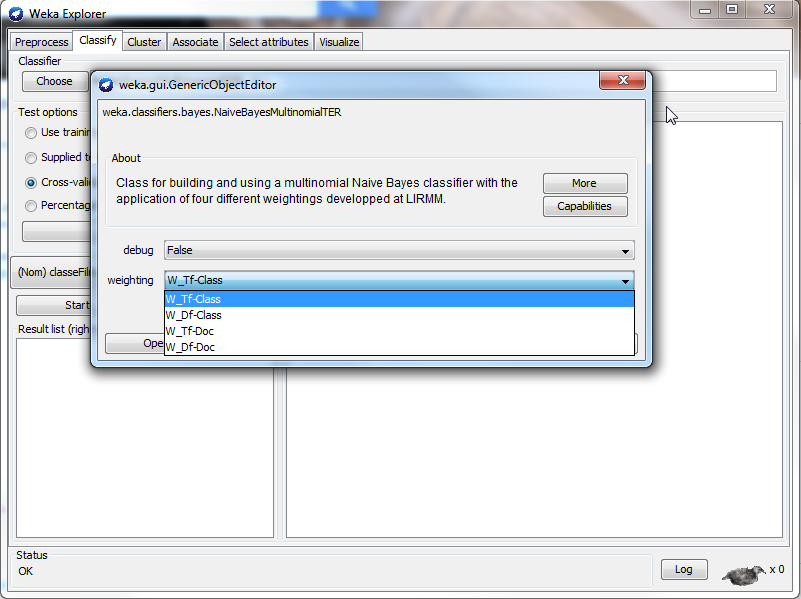 Weka Explorer
Preprocess Classify Cluster Associate Select attributes Visualize
Classifier
Choose
weka.gui.GenericObjectEditor
weka.classifiers.bayes.NaiveBayesMultinomialTER
About
Class for building and using a multinomial Naive Bayes classifier with the
application of four different weightings developped at LIRMM.
More
Capabilities
debug False
weighting W_Tf-Class
W_Tf-Class
W_Df-Class
W_Tf-Doc
W_Df-Doc
Ope
Test options
Use trainin
Supplied t
Cross-vali
Percentag
(Nom) classeFil
Start
Result list (righ
Status
OK
Log
x 0